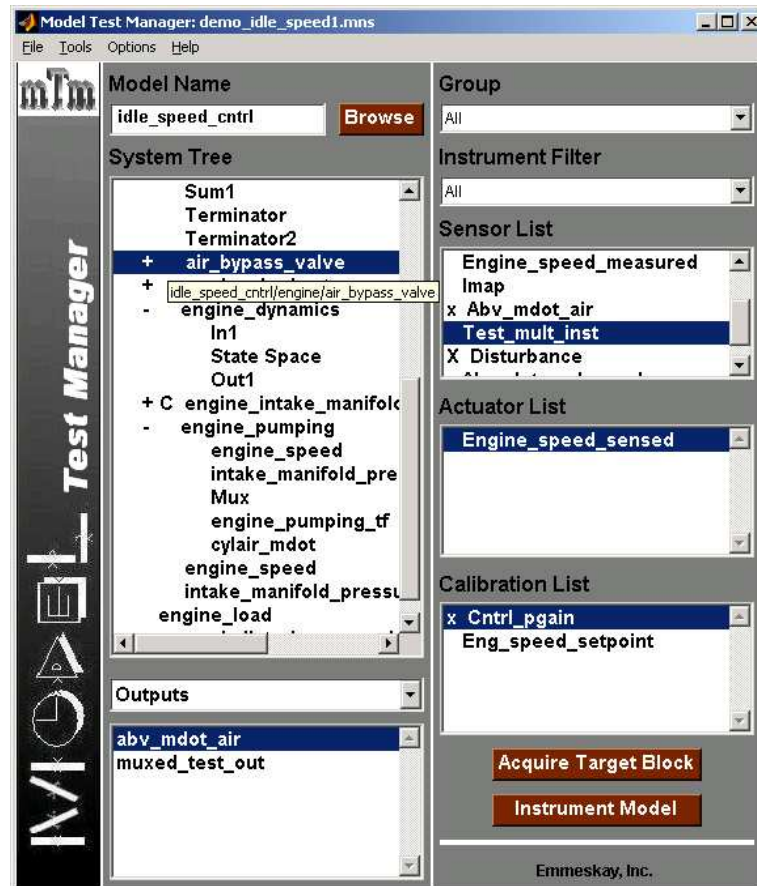 Model Test Manager: demo_idle_speed1.mns
File Tools Options Help
mTm
Model Name
idle_speed_cntrl
Browse
System Tree
Sum1
Terminator
Terminator2
+ air_bypass_valve
+
idle_speed_cntrl/engine/air_bypass_valve
- engine_dynamics
In1
State Space
Out1
+ C engine_intake_manifolc
- engine_pumping
engine_speed
intake_manifold_pre
Mux
engine_pumping_tf
cylair_mdot
engine_speed
intake_manifold_pressu
engine_load
Outputs
abv_mdot_air
muxed_test_out
Group
All
Instrument Filter
All
Sensor List
Engine_speed_measured
Imap
x Abv_mdot_air
Test_mult_inst
X Disturbance
Actuator List
Engine_speed_sensed
Calibration List
x Cntrl_pgain
Eng_speed_setpoint
Acquire Target Block
Instrument Model
Emmeskay, Inc.
MODEL Test Manager